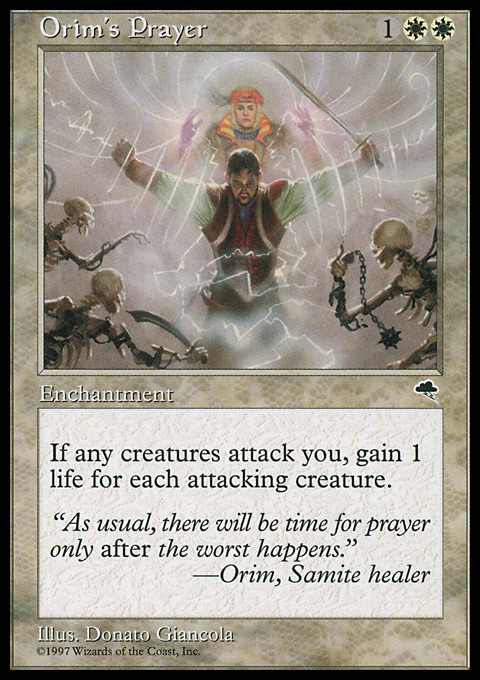 Orim's Prayer 1
Enchantment
If any creatures attack you, gain 1
life for each attacking creature.
“As usual, there will be time for prayer
only after the worst happens.”
—Orim, Samite healer
Illus. Donato Giancola
©1997 Wizards of the Coast, Inc.